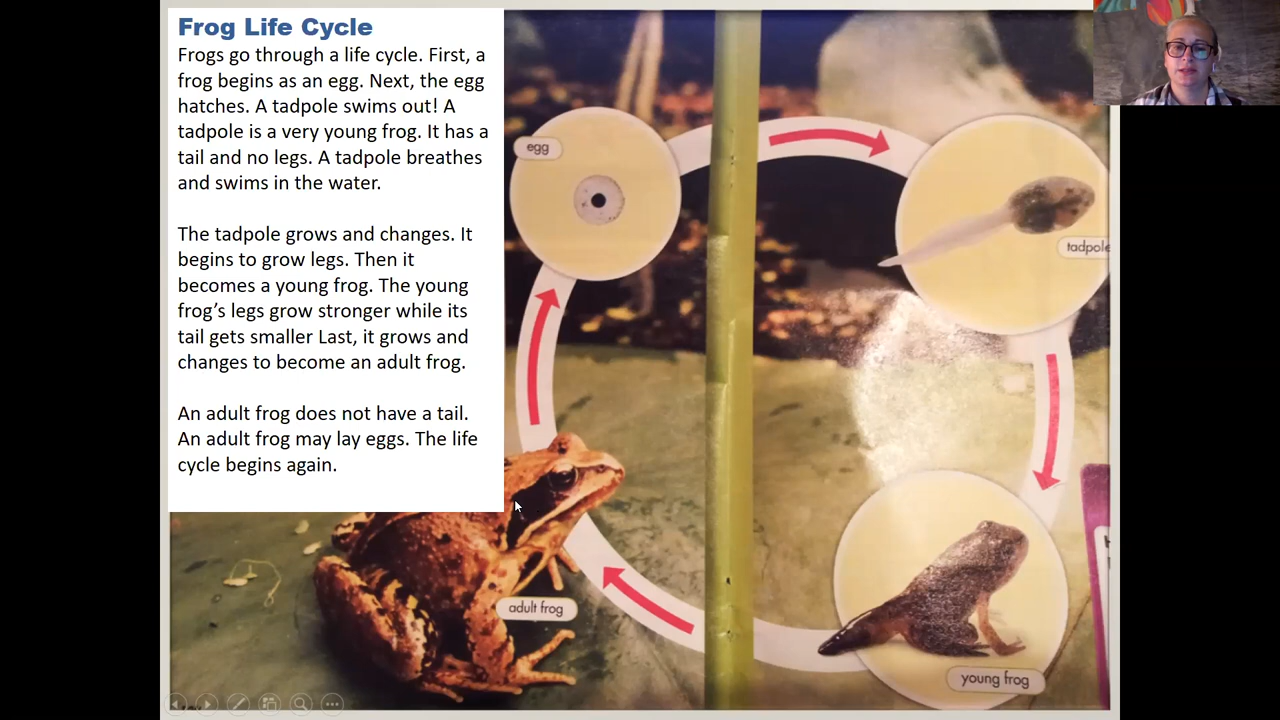 Frog Life Cycle
Frogs go through a life cycle. First, a
frog begins as an egg. Next, the egg
hatches. A tadpole swims out! A
tadpole is a very young frog. It has a
tail and no legs. A tadpole breathes
and swims in the water.
The tadpole grows and changes. It
begins to grow legs. Then it
becomes a young frog. The young
frog’s legs grow stronger while its
tail gets smaller Last, it grows and
changes to become an adult frog.
An adult frog does not have a tail.
An adult frog may lay eggs. The life
cycle begins again.
egg
tadpole
adult frog
young frog